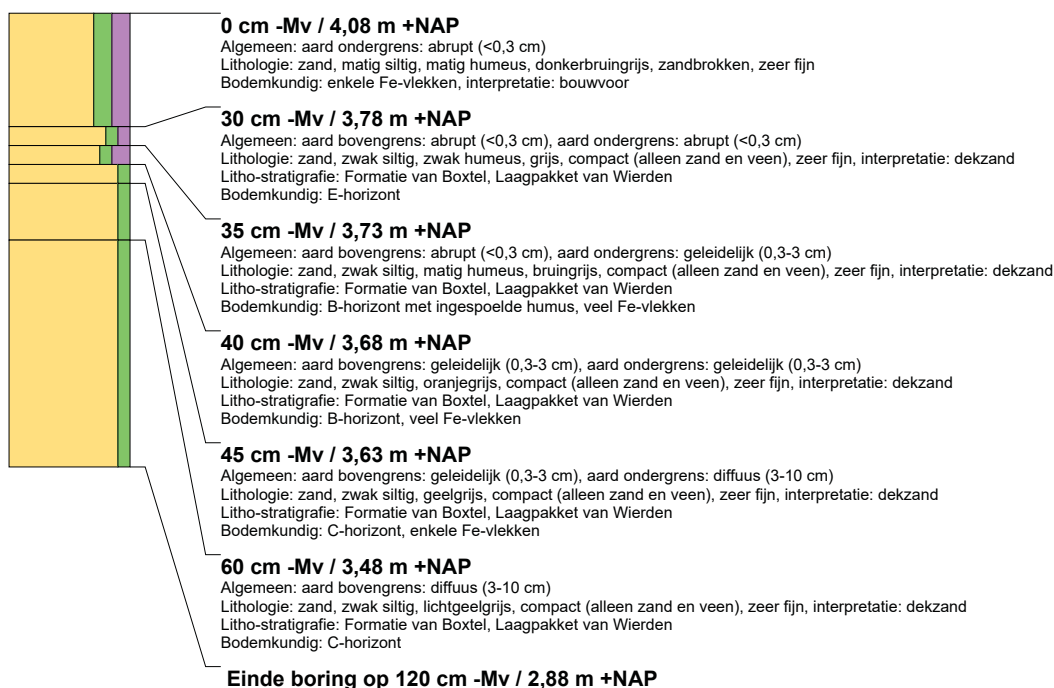 0 cm -Mv / 4,08 m +NAP
Algemeen: aard ondergrens: abrupt (<0,3 cm)
Lithologie: zand, matig siltig, matig humeus, donkerbruingrijs, zandbrokken, zeer fijn
Bodemkundig: enkele Fe-vlekken, interpretatie: bouwvoor
30 cm -Mv / 3,78 m +NAP
Algemeen: aard bovengrens: abrupt (<0,3 cm), aard ondergrens: abrupt (<0,3 cm)
Lithologie: zand, zwak siltig, zwak humeus, grijs, compact (alleen zand en veen), zeer fijn, interpretatie: dekzand
Litho-stratigrafie: Formatie van Boxtel, Laagpakket van Wierden
Bodemkundig: E-horizont
35 cm -Mv / 3,73 m +NAP
Algemeen: aard bovengrens: abrupt (<0,3 cm), aard ondergrens: geleidelijk (0,3-3 cm)
Lithologie: zand, zwak siltig, matig humeus, bruingrijs, compact (alleen zand en veen), zeer fijn, interpretatie: dekzand
Litho-stratigrafie: Formatie van Boxtel, Laagpakket van Wierden
Bodemkundig: B-horizont met ingespoelde humus, veel Fe-vlekken
40 cm -Mv / 3,68 m +NAP
Algemeen: aard bovengrens: geleidelijk (0,3-3 cm), aard ondergrens: geleidelijk (0,3-3 cm)
Lithologie: zand, zwak siltig, oranjegrijs, compact (alleen zand en veen), zeer fijn, interpretatie: dekzand
Litho-stratigrafie: Formatie van Boxtel, Laagpakket van Wierden
Bodemkundig: B-horizont, veel Fe-vlekken
45 cm -Mv / 3,63 m +NAP
Algemeen: aard bovengrens: geleidelijk (0,3-3 cm), aard ondergrens: diffuus (3-10 cm)
Lithologie: zand, zwak siltig, geelgrijs, compact (alleen zand en veen), zeer fijn, interpretatie: dekzand
Litho-stratigrafie: Formatie van Boxtel, Laagpakket van Wierden
Bodemkundig: C-horizont, enkele Fe-vlekken
60 cm -Mv / 3,48 m +NAP
Algemeen: aard bovengrens: diffuus (3-10 cm)
Lithologie: zand, zwak siltig, lichtgeelgrijs, compact (alleen zand en veen), zeer fijn, interpretatie: dekzand
Litho-stratigrafie: Formatie van Boxtel, Laagpakket van Wierden
Bodemkundig: C-horizont
Einde boring op 120 cm -Mv / 2,88 m +NAP